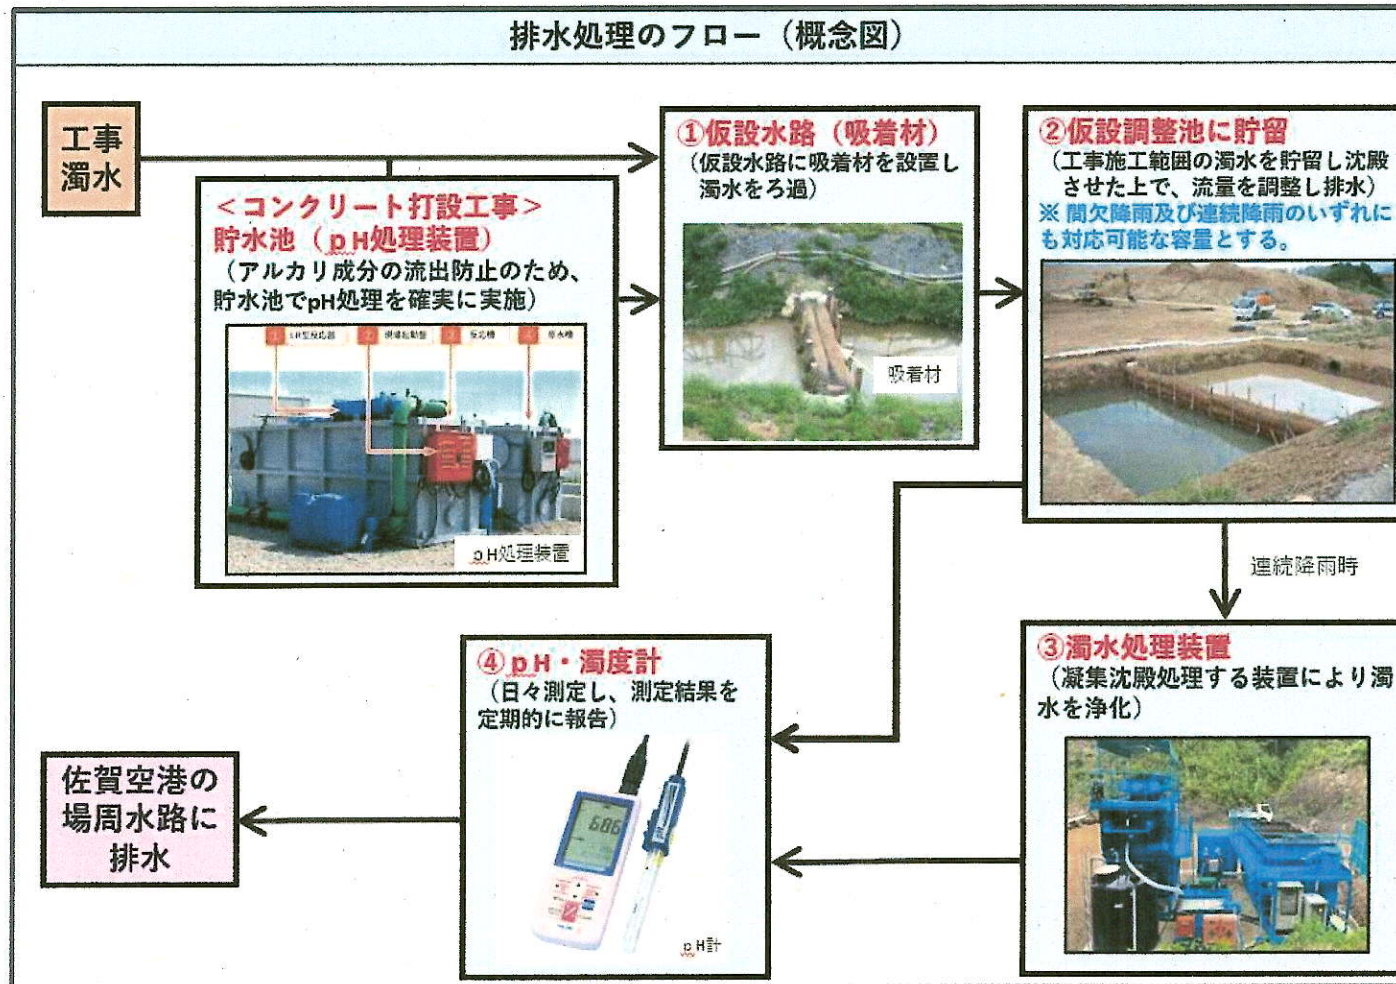 排水処理のフロー（概念図）
工事
濁水
＜コンクリート打設工事＞
貯水池（ｐH処理装置）
（アルカリ成分の流出防止のため、
貯水池でpH処理を確実に実施）
ｐH処理装置
①仮設水路（吸着材）
（仮設水路に吸着材を設置し
濁水をろ過）
吸着材
②仮設調整池に貯留
（工事施工範囲の濁水を貯留し沈殿
させた上で、流量を調整し排水）
※ 間欠降雨及び連続降雨のいずれに
も対応可能な容量とする。
連続降雨時
③濁水処理装置
（凝集沈殿処理する装置により濁
水を浄化）
④ｐH・濁度計
（日々測定し、測定結果を
定期的に報告）
686
ｐH計
佐賀空港の
場周水路に
排水